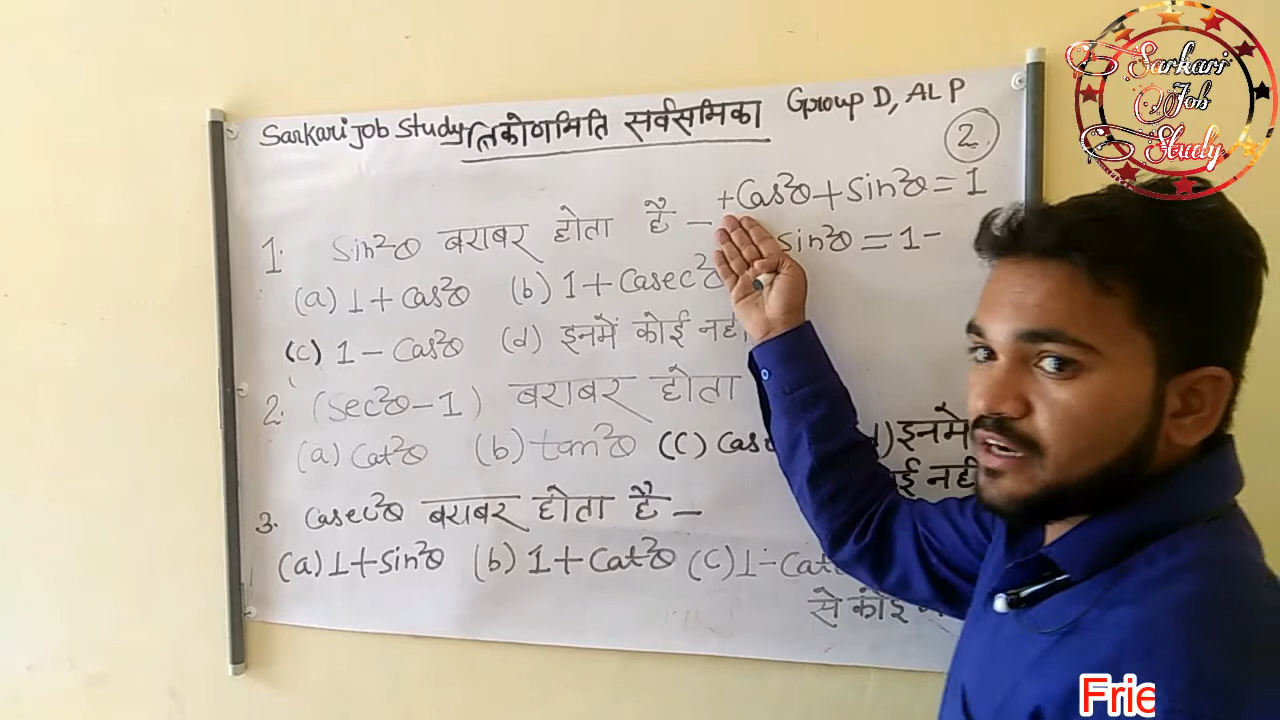 Sarkari Job Study त्रिकोणमिति सर्वसमिका Group D, ALP
2.
+Cos²θ + Sin²θ = 1
1. Sin²θ बराबर होता है –
Sin²θ = 1 –
(a) 1 + Cos²θ (b) 1 + Cosec²θ
(c) 1 – Cos²θ (d) इनमें कोई नहीं
2. (Sec²θ – 1) बराबर होता
(a) Cot²θ (b) tan²θ (C)
इनमें
नहीं
3. Cosec²θ बराबर होता है –
(a) 1 + Sin²θ (b) 1 + Cot²θ (C) 1 –
से कोई
Sarkari
Job
Study
Frie